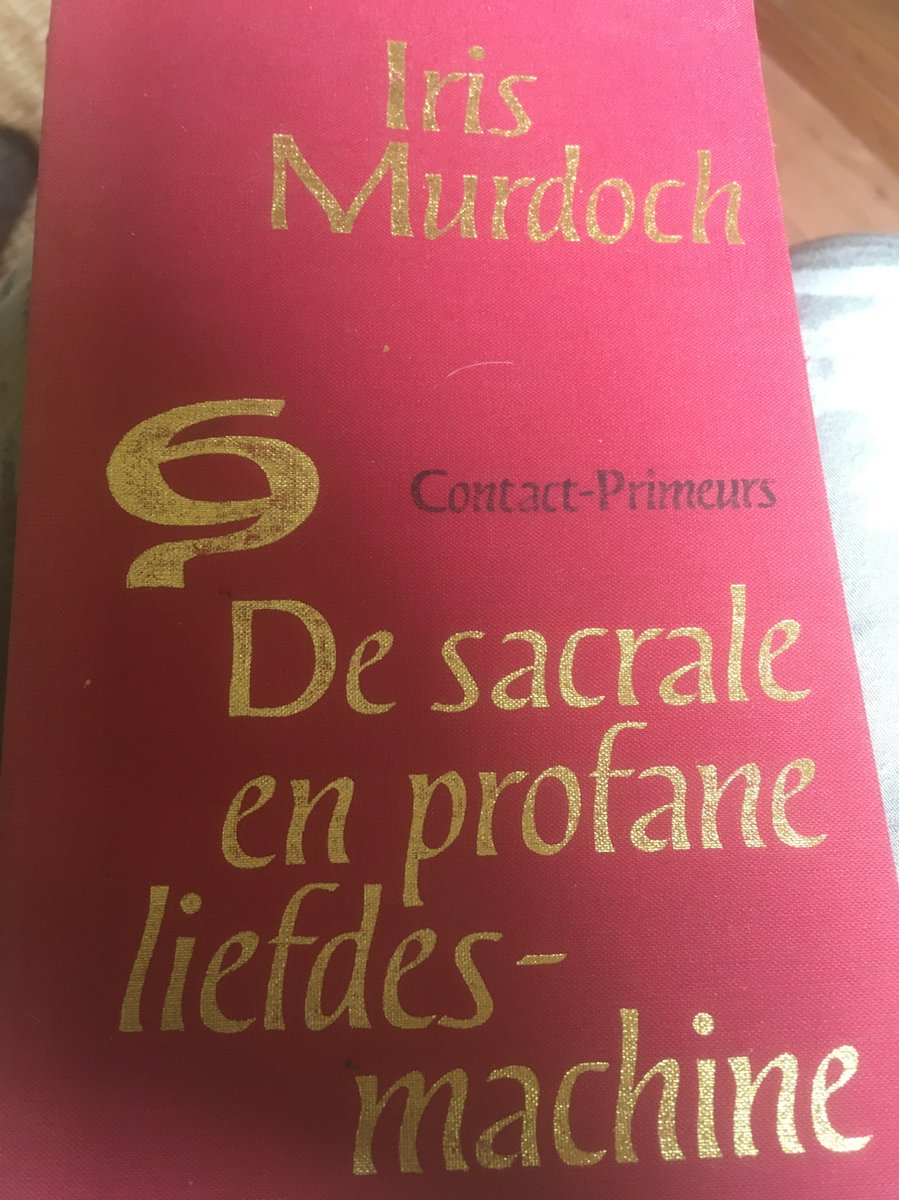 Iris
Murdoch
Contact-Primeurs
De sacrale
en profane
liefdes-
machine